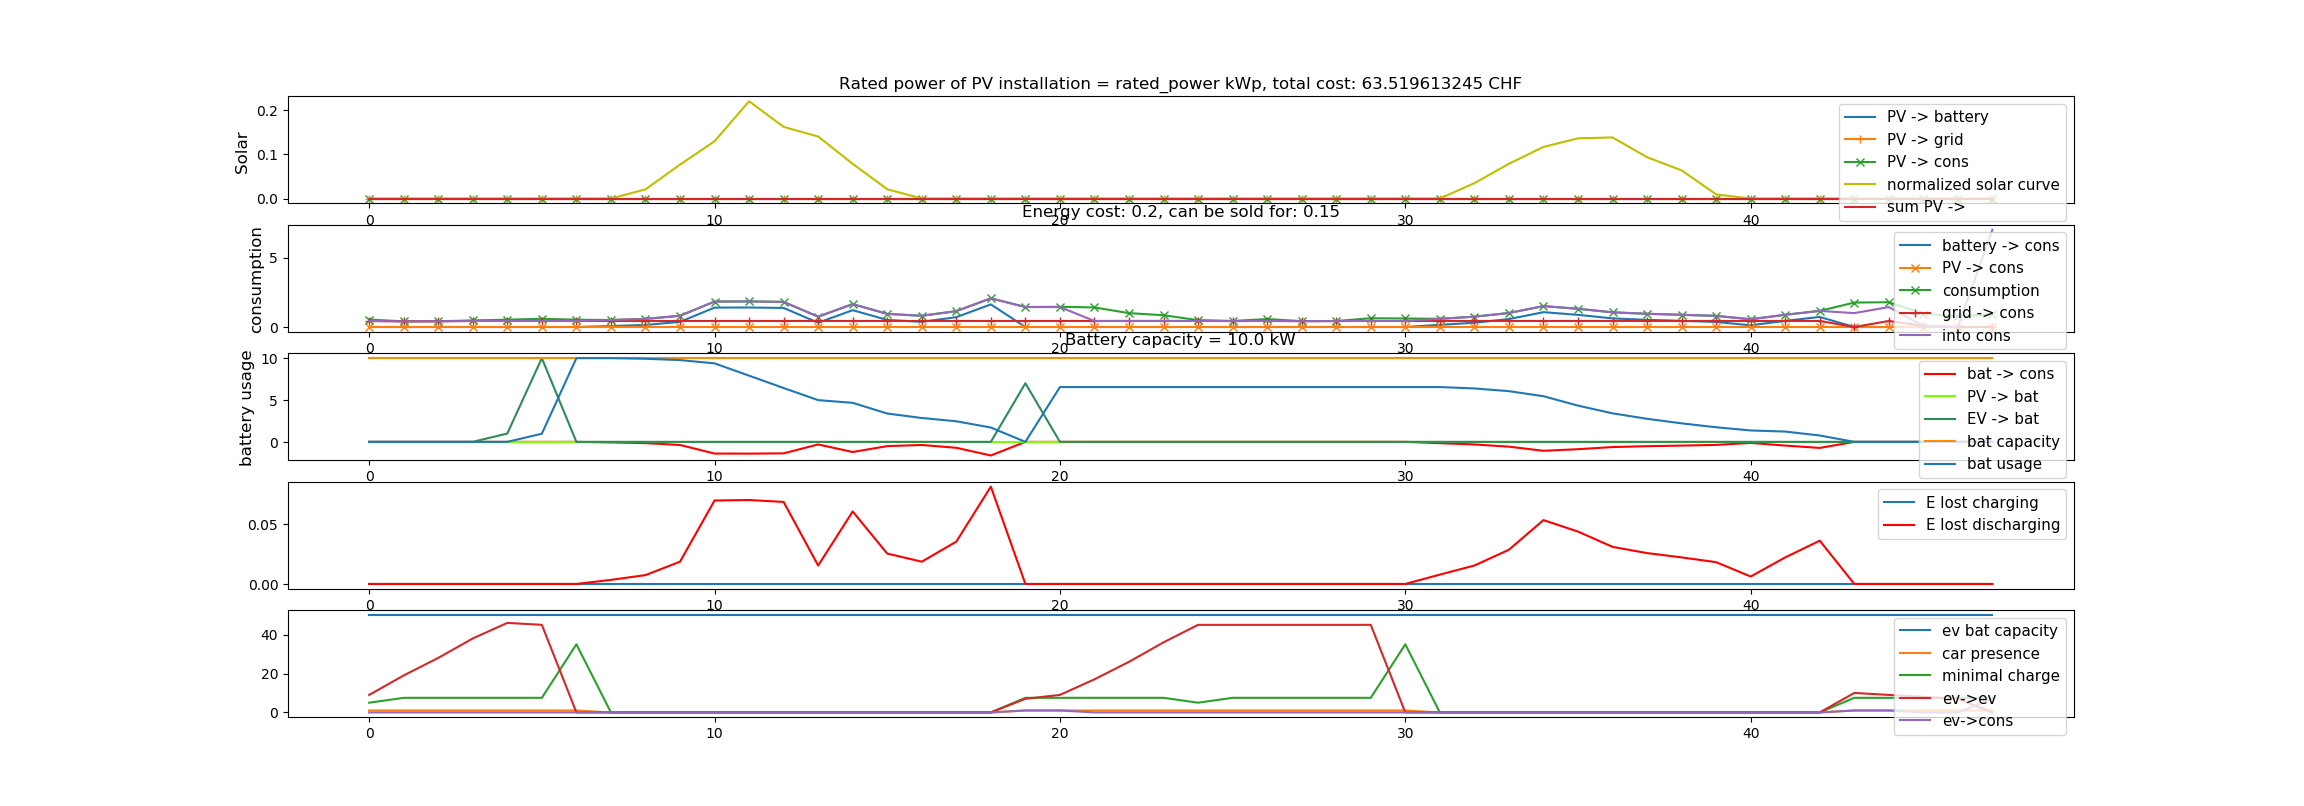 Rated power of PV installation = rated_power kWp, total cost: 63.519613245 CHF
Solar
0.2
0.1
0.0
PV -> battery
PV -> grid
PV -> cons
normalized solar curve
sum PV ->
0
10
20
30
40
Energy cost: 0.2, can be sold for: 0.15
consumption
5
0
battery -> cons
PV -> cons
consumption
grid -> cons
into cons
0
10
20
30
40
Battery capacity = 10.0 kW
battery usage
10
5
0
bat -> cons
PV -> bat
EV -> bat
bat capacity
bat usage
0
10
20
30
40
0.05
0.00
E lost charging
E lost discharging
0
10
20
30
40
40
20
0
ev bat capacity
car presence
minimal charge
ev->ev
ev->cons
0
10
20
30
40